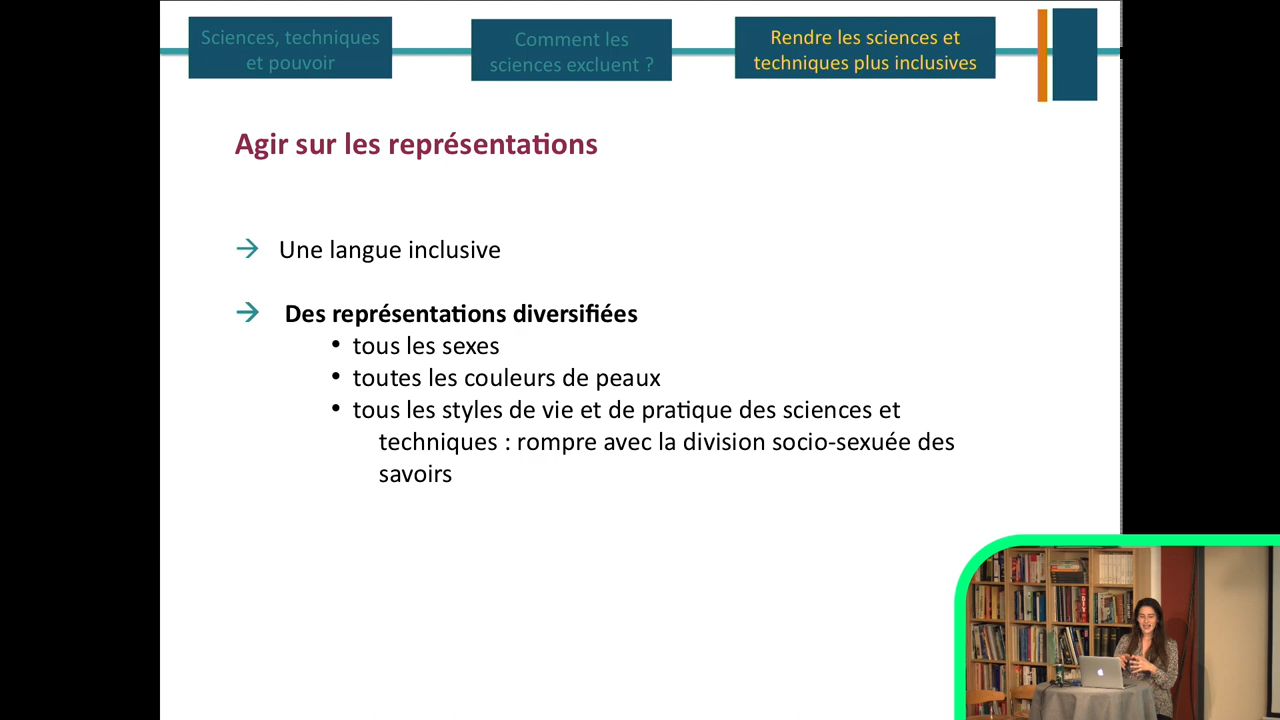 Sciences, techniques
et pouvoir
Comment les
sciences excluent ?
Rendre les sciences et
techniques plus inclusives
Agir sur les représentations
→ Une langue inclusive
→ Des représentations diversifiées
• tous les sexes
• toutes les couleurs de peaux
• tous les styles de vie et de pratique des sciences et
techniques : rompre avec la division socio-sexuée des
savoirs